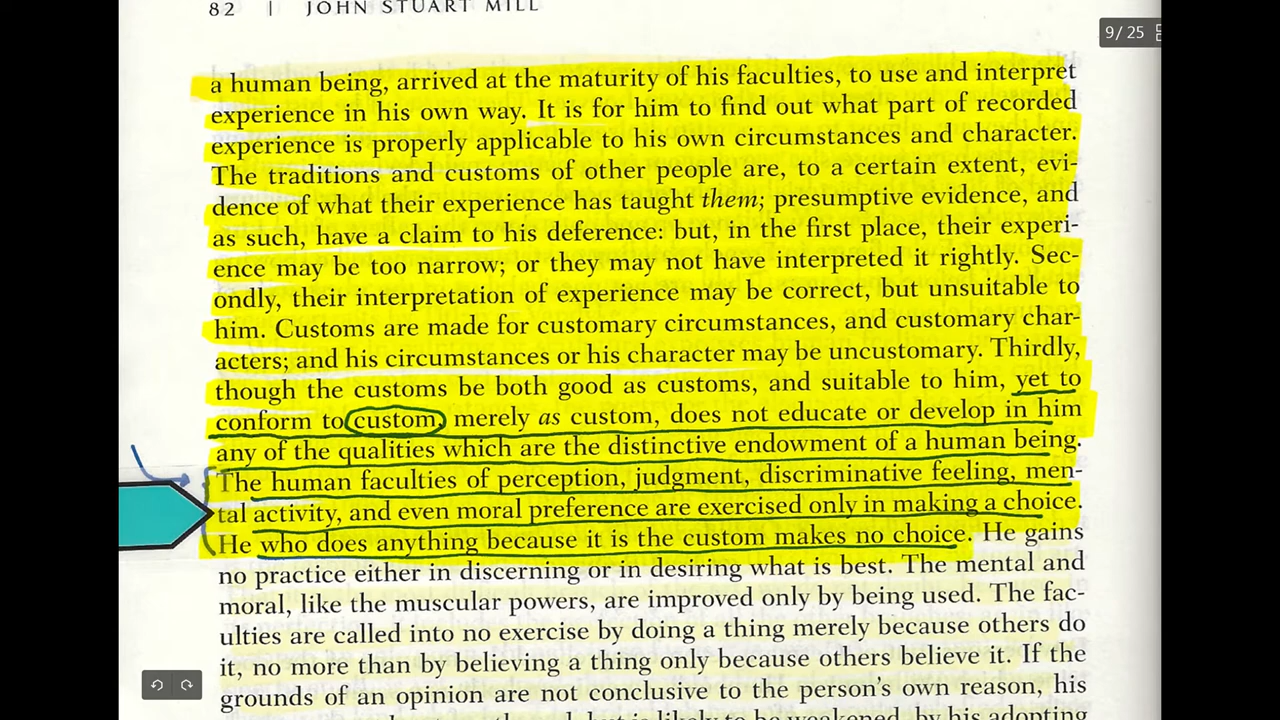 82 | JOHN STUART MILL
9/25
a human being, arrived at the maturity of his faculties, to use and interpret
experience in his own way. It is for him to find out what part of recorded
experience is properly applicable to his own circumstances and character.
The traditions and customs of other people are, to a certain extent, evi-
dence of what their experience has taught them; presumptive evidence, and
as such, have a claim to his deference: but, in the first place, their experi-
ence may be too narrow; or they may not have interpreted it rightly. Sec-
ondly, their interpretation of experience may be correct, but unsuitable to
him. Customs are made for customary circumstances, and customary char-
acters; and his circumstances or his character may be uncustomary. Thirdly,
though the customs be both good as customs, and suitable to him, yet to
conform to custom, merely as custom, does not educate or develop in him
any of the qualities which are the distinctive endowment of a human being.
The human faculties of perception, judgment, discriminative feeling, men-
tal activity, and even moral preference are exercised only in making a choice.
He who does anything because it is the custom makes no choice. He gains
no practice either in discerning or in desiring what is best. The mental and
moral, like the muscular powers, are improved only by being used. The fac-
ulties are called into no exercise by doing a thing merely because others do
it, no more than by believing a thing only because others believe it. If the
grounds of an opinion are not conclusive to the person's own reason, his
but is likely to be weakened, by his adopting